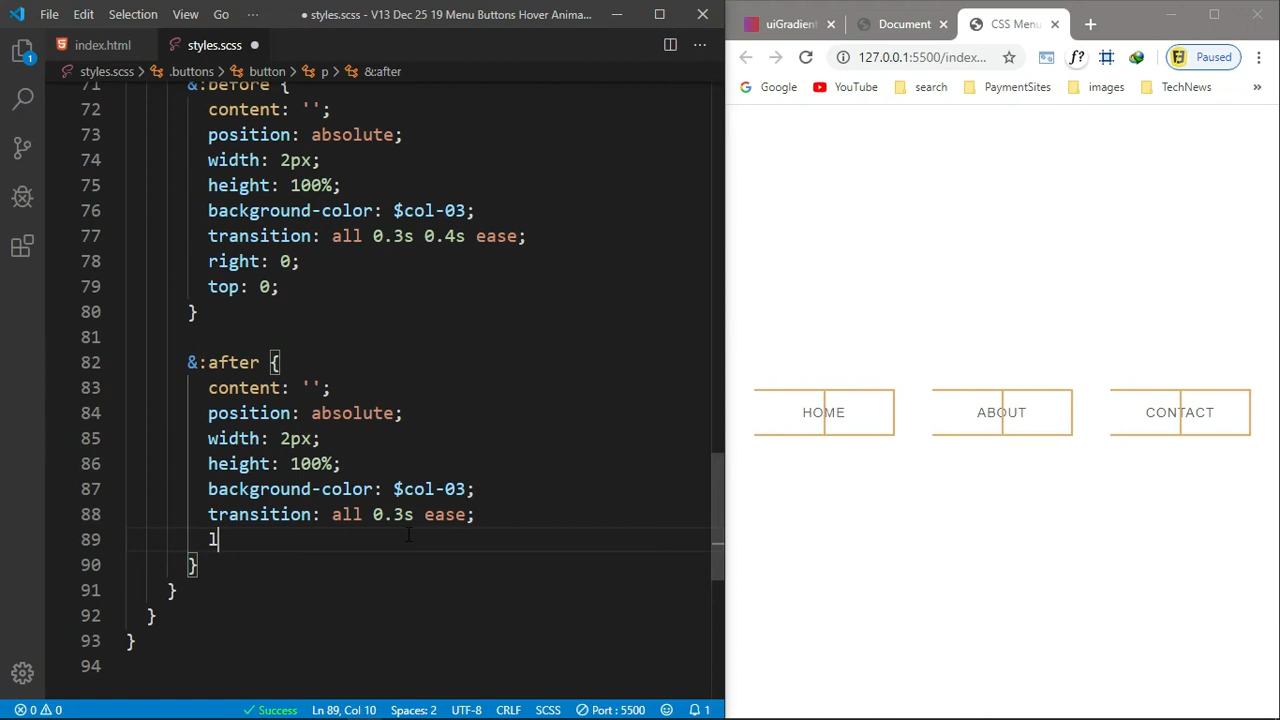 File Edit Selection View Go ··· ● styles.scss - V13 Dec 25 19 Menu Buttons Hover Anima...
index.html styles.scss ●
styles.scss > .buttons > button > p > &:after
71 &:before {
72 content: '';
73 position: absolute;
74 width: 2px;
75 height: 100%;
76 background-color: $col-03;
77 transition: all 0.3s 0.4s ease;
78 right: 0;
79 top: 0;
80 }
81
82 &:after {
83 content: '';
84 position: absolute;
85 width: 2px;
86 height: 100%;
87 background-color: $col-03;
88 transition: all 0.3s ease;
89 l
90 }
91 }
92 }
93 }
94
1
0 0 Success Ln 89, Col 10 Spaces: 2 UTF-8 CRLF SCSS Port : 5500 1
uiGradient Document CSS Menu
127.0.0.1:5500/index... f? Paused
Google YouTube search PaymentSites images TechNews »
HOME ABOUT CONTACT